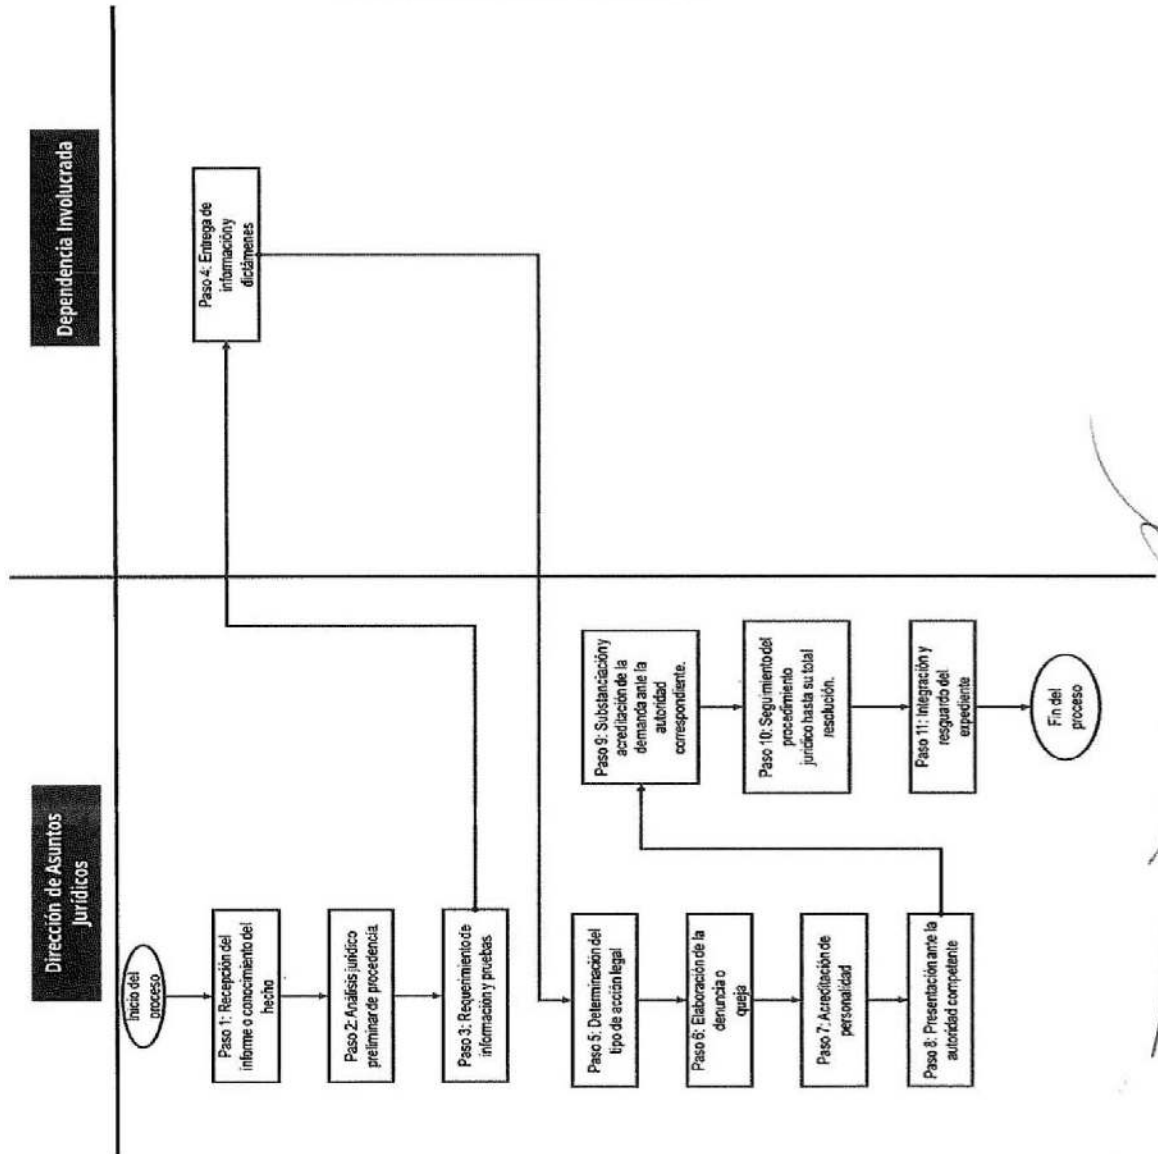 Dirección de Asuntos
Jurídicos
Dependencia Involucrada
Inicio del
proceso
Paso 1: Recepción del
informe o conocimiento del
hecho
Paso 2: Análisis jurídico
preliminar de procedencia
Paso 3: Requerimiento de
información y pruebas
Paso 4: Entrega de
información y
dictámenes
Paso 5: Determinación del
tipo de acción legal
Paso 6: Elaboración de la
denuncia o
queja
Paso 7: Acreditación de
personalidad
Paso 8: Presentación ante la
autoridad competente
Paso 9: Substanciación y
acreditación de la
demanda ante la
autoridad
correspondiente.
Paso 10: Seguimiento del
procedimiento
jurídico hasta su total
resolución.
Paso 11: Integración y
resguardo del
expediente
Fin del
proceso